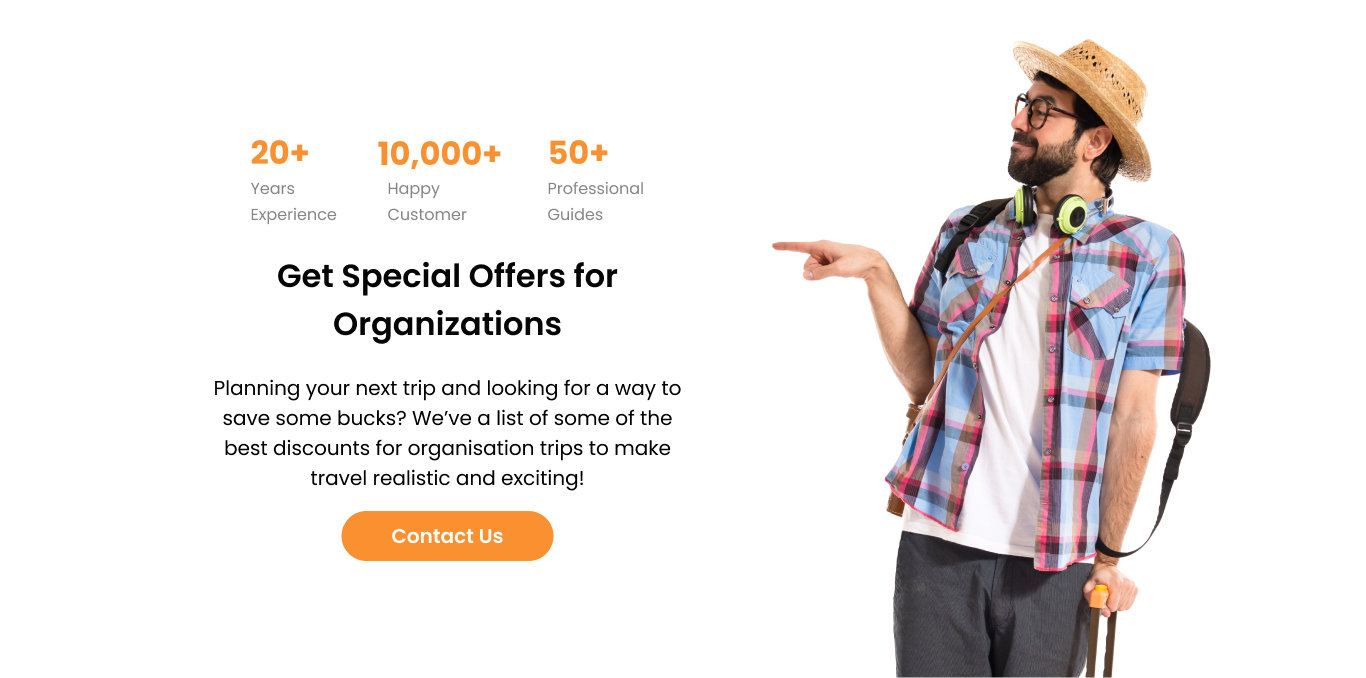 20+ 10,000+ 50+
Years Happy Professional
Experience Customer Guides
Get Special Offers for
Organizations
Planning your next trip and looking for a way to
save some bucks? We’ve a list of some of the
best discounts for organisation trips to make
travel realistic and exciting!
Contact Us